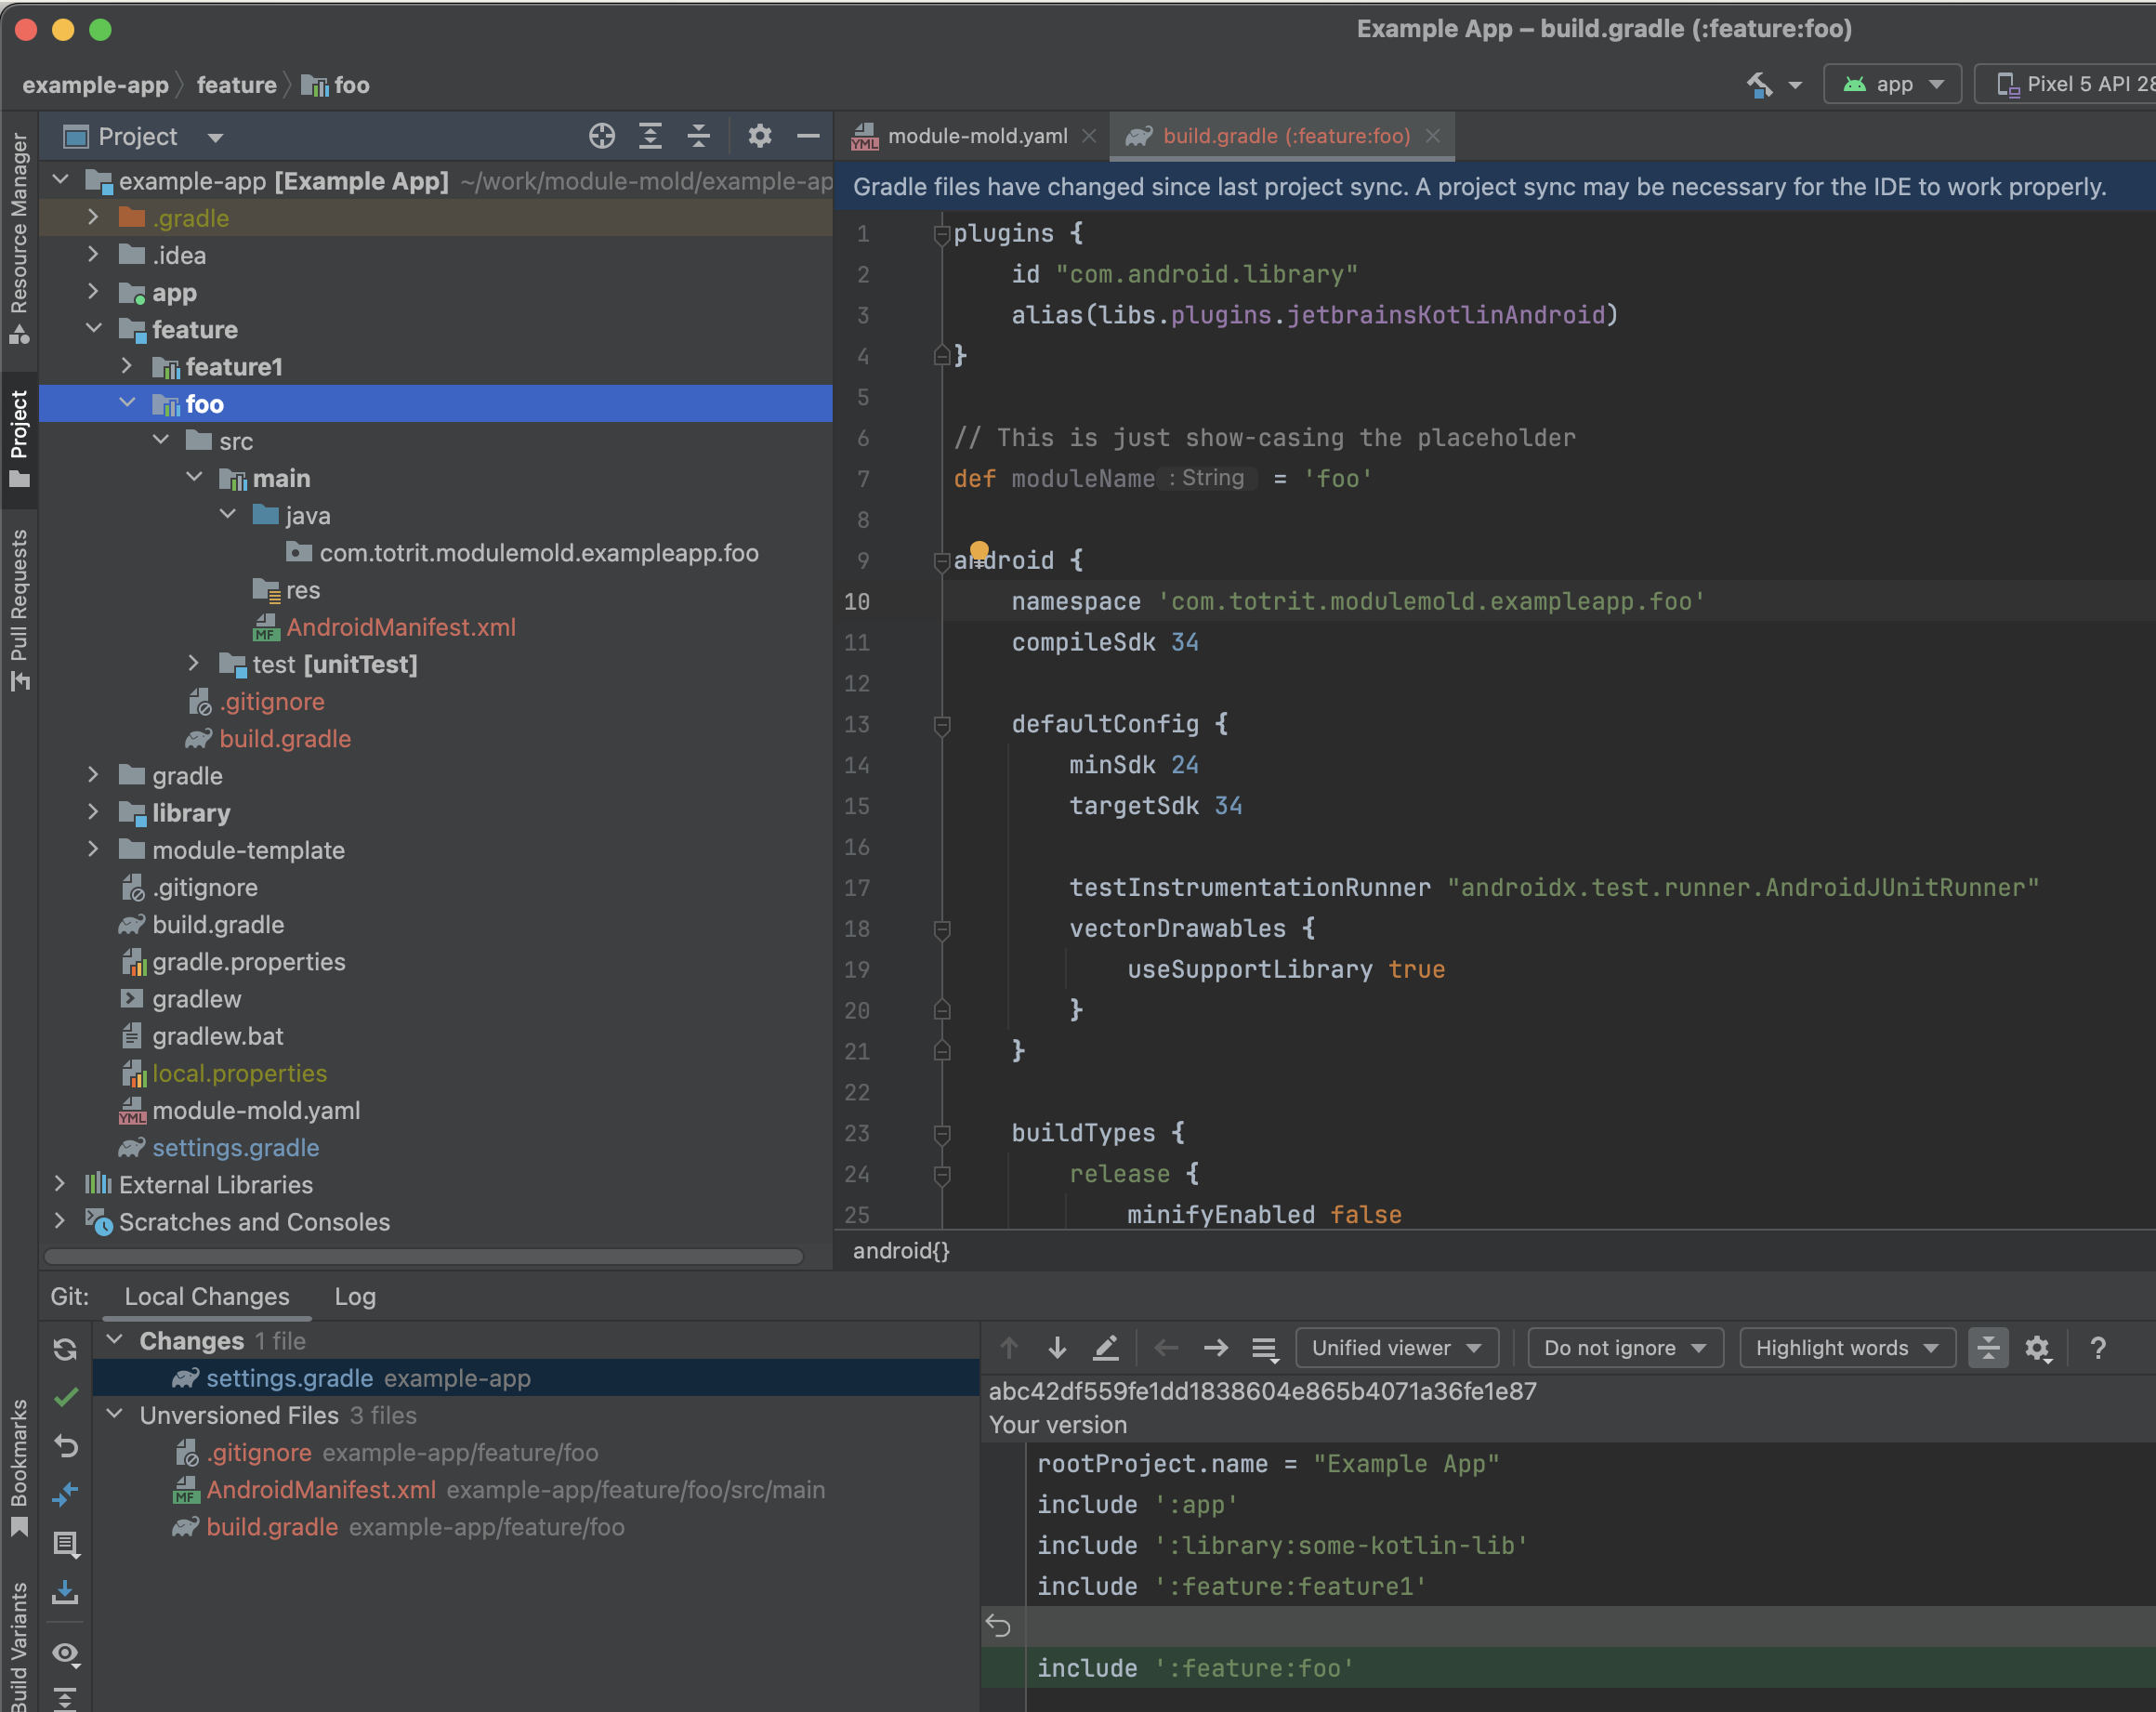 Example App – build.gradle (:feature:foo)
example-app feature foo
app
Pixel 5 API 28
Resource Manager
Project
Pull Requests
Bookmarks
Build Variants
Project
example-app [Example App] ~/work/module-mold/example-ap
.gradle
.idea
app
feature
feature1
foo
src
main
java
com.totrit.modulemold.exampleapp.foo
res
MF AndroidManifest.xml
test [unitTest]
.gitignore
build.gradle
gradle
library
module-template
.gitignore
build.gradle
gradle.properties
gradlew
gradlew.bat
local.properties
YML module-mold.yaml
settings.gradle
External Libraries
Scratches and Consoles
YML module-mold.yaml
build.gradle (:feature:foo)
Gradle files have changed since last project sync. A project sync may be necessary for the IDE to work properly.
1 plugins {
2 id "com.android.library"
3 alias(libs.plugins.jetbrainsKotlinAndroid)
4 }
5
6 // This is just show-casing the placeholder
7 def moduleName : String = 'foo'
8
9 android {
10 namespace 'com.totrit.modulemold.exampleapp.foo'
11 compileSdk 34
12
13 defaultConfig {
14 minSdk 24
15 targetSdk 34
16
17 testInstrumentationRunner "androidx.test.runner.AndroidJUnitRunner"
18 vectorDrawables {
19 useSupportLibrary true
20 }
21 }
22
23 buildTypes {
24 release {
25 minifyEnabled false
android{}
Git: Local Changes Log
Changes 1 file
settings.gradle example-app
Unversioned Files 3 files
.gitignore example-app/feature/foo
MF AndroidManifest.xml example-app/feature/foo/src/main
build.gradle example-app/feature/foo
Unified viewer
Do not ignore
Highlight words
?
abc42df559fe1dd1838604e865b4071a36fe1e87
Your version
rootProject.name = "Example App"
include ':app'
include ':library:some-kotlin-lib'
include ':feature:feature1'
include ':feature:foo'